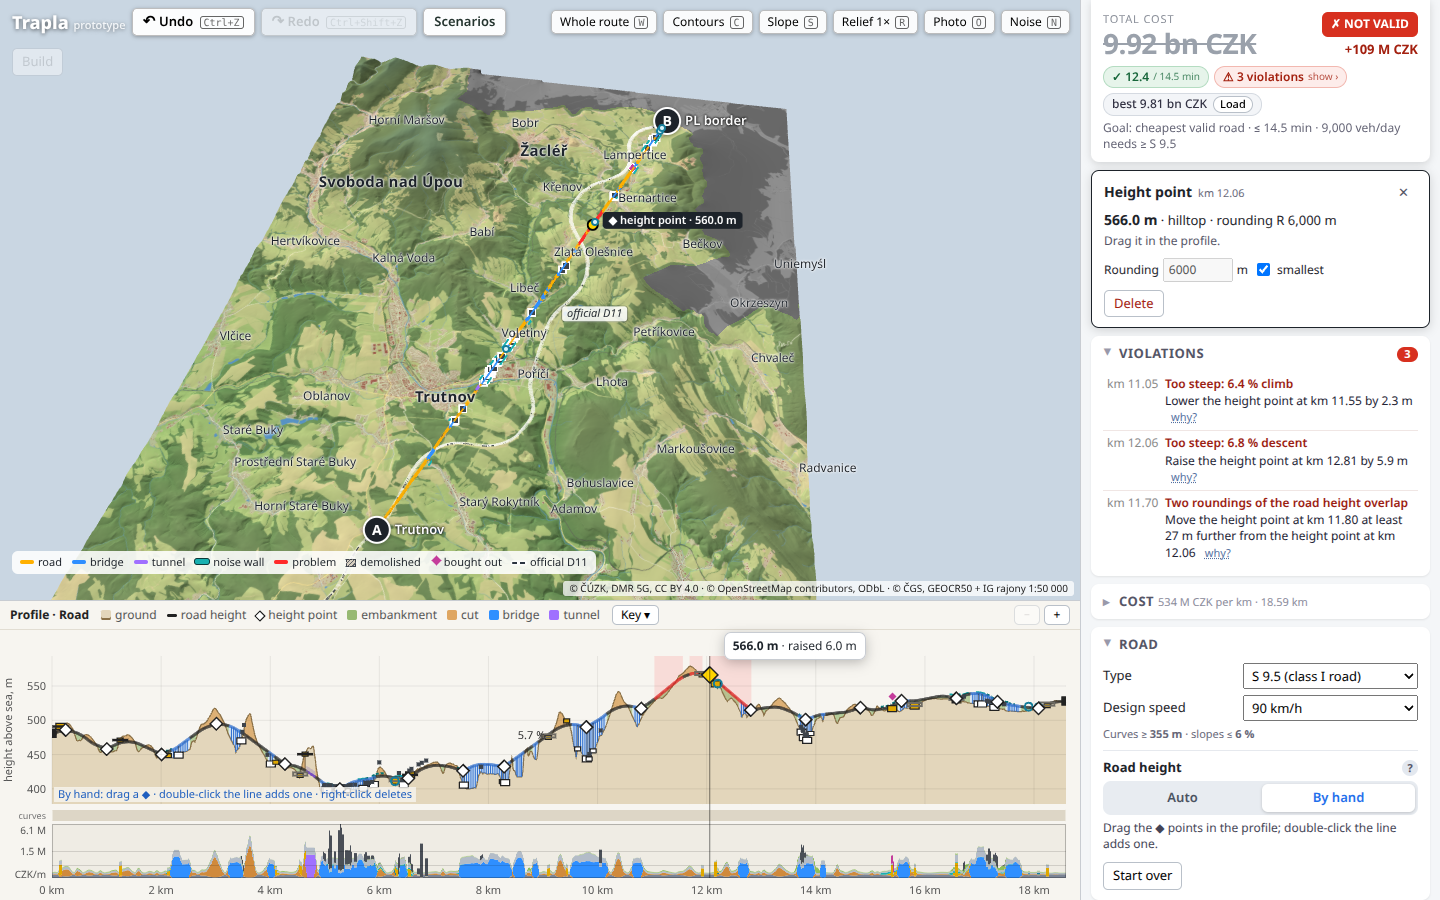 Trapla prototype
↶ Undo Ctrl+Z
↷ Redo Ctrl+Shift+Z
Scenarios
Whole route W
Contours C
Slope S
Relief 1× R
Photo O
Noise N
Build
Horní Maršov
Bobr
B PL border
Žacléř
Lampertice
Svoboda nad Úpou
Křenov
Bernartice
◆ height point · 560.0 m
Babí
Hertvíkovice
Zlatá Olešnice
Bečkov
Kalná Voda
Uniemyśl
Libeč
Okrzeszyn
official D11
Vlčice
Voletiny
Petříkovice
Chvaleč
Poříčí
Lhota
Oblanov
Trutnov
Staré Buky
Markoušovice
Prostřední Staré Buky
Radvanice
Bohuslavice
Horní Staré Buky
Starý Rokytník
Adamov
A Trutnov
road
bridge
tunnel
noise wall
problem
demolished
bought out
official D11
© ČÚZK, DMR 5G, CC BY 4.0 · © OpenStreetMap contributors, ODbL · © ČGS, GEOCR50 + IG rajony 1:50 000
Profile · Road
ground
road height
height point
embankment
cut
bridge
tunnel
Key ▾
−
+
566.0 m · raised 6.0 m
height above sea, m
550
500
450
400
5.7 %
By hand: drag a ◆ · double-click the line adds one · right-click deletes
curves
6.1 M
1.5 M
CZK/m
0 km
2 km
4 km
6 km
8 km
10 km
12 km
14 km
16 km
18 km
TOTAL COST
9.92 bn CZK
✗ NOT VALID
+109 M CZK
✓ 12.4 / 14.5 min
⚠ 3 violations show ›
best 9.81 bn CZK Load
Goal: cheapest valid road · ≤ 14.5 min · 9,000 veh/day
needs ≥ S 9.5
Height point km 12.06
✕
566.0 m · hilltop · rounding R 6,000 m
Drag it in the profile.
Rounding 6000 m smallest
Delete
▼ VIOLATIONS 3
km 11.05 Too steep: 6.4 % climb
Lower the height point at km 11.55 by 2.3 m
why?
km 12.06 Too steep: 6.8 % descent
Raise the height point at km 12.81 by 5.9 m
why?
km 11.70 Two roundings of the road height overlap
Move the height point at km 11.80 at least
27 m further from the height point at km
12.06 why?
▶ COST 534 M CZK per km · 18.59 km
▼ ROAD
Type S 9.5 (class I road)
Design speed 90 km/h
Curves ≥ 355 m · slopes ≤ 6 %
Road height ?
Auto
By hand
Drag the ◆ points in the profile; double-click the line
adds one.
Start over